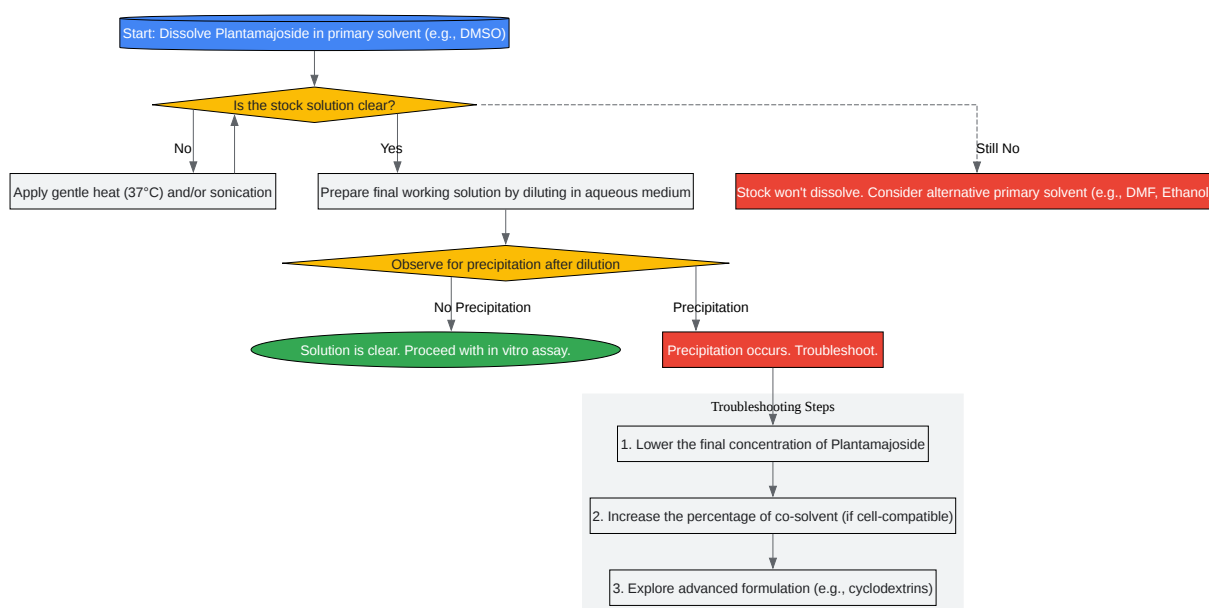 Start: Dissolve Plantamajoside in primary solvent (e.g., DMSO)
Is the stock solution clear?
No
Yes
Still No
Apply gentle heat (37°C) and/or sonication
Prepare final working solution by diluting in aqueous medium
Stock won't dissolve. Consider alternative primary solvent (e.g., DMF, Ethanol
Observe for precipitation after dilution
No Precipitation
Precipitation
Solution is clear. Proceed with in vitro assay.
Precipitation occurs. Troubleshoot.
Troubleshooting Steps
1. Lower the final concentration of Plantamajoside
2. Increase the percentage of co-solvent (if cell-compatible)
3. Explore advanced formulation (e.g., cyclodextrins)